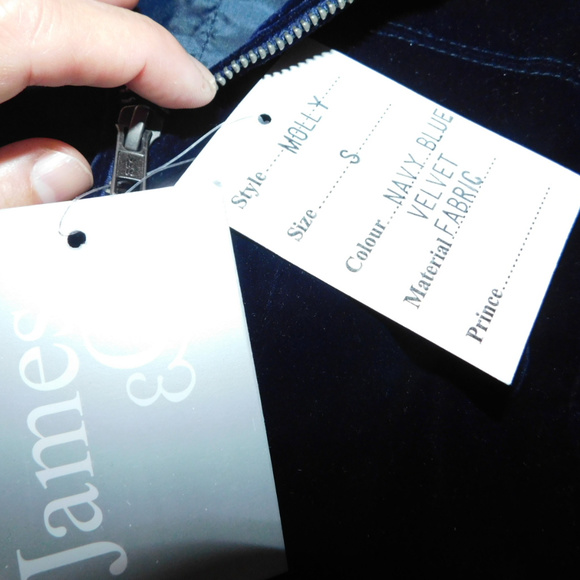 Style MOLLY
Size S
Colour NAVY BLUE
VELVET
Material FABRIC
Prince
James
&